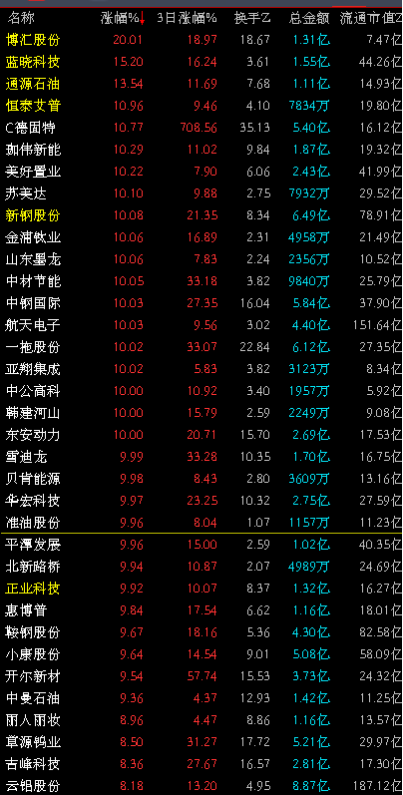 名称 涨幅%↓ 3日涨幅% 换手Z 总金额 流通市值Z
博汇股份 20.01 18.97 18.67 1.31亿 7.47亿
蓝晓科技 15.20 16.24 3.61 1.55亿 44.26亿
通源石油 13.54 11.69 7.68 1.11亿 14.93亿
恒泰艾普 10.96 9.46 4.10 7834万 19.80亿
C德固特 10.77 708.56 35.13 5.40亿 16.12亿
珈伟新能 10.29 11.02 9.84 1.87亿 19.32亿
美好置业 10.22 7.90 6.06 2.43亿 41.99亿
苏美达 10.10 9.88 2.75 7932万 29.52亿
新钢股份 10.08 21.35 8.34 6.49亿 78.91亿
金浦钛业 10.06 16.89 2.31 4958万 21.49亿
山东墨龙 10.06 7.83 2.24 2356万 10.52亿
中材节能 10.05 33.18 3.82 9840万 25.79亿
中钢国际 10.03 27.35 16.04 5.84亿 37.90亿
航天电子 10.03 9.56 3.02 4.40亿 151.64亿
一拖股份 10.02 33.07 22.84 6.12亿 27.35亿
亚翔集成 10.02 5.83 3.82 3123万 8.34亿
中公高科 10.00 10.92 3.40 1957万 5.92亿
韩建河山 10.00 15.79 2.59 2249万 9.08亿
东安动力 10.00 20.71 15.70 2.69亿 17.53亿
雪迪龙 9.99 33.28 10.35 1.70亿 16.75亿
贝肯能源 9.98 8.43 2.80 3609万 13.16亿
华宏科技 9.97 23.25 10.32 2.75亿 27.59亿
准油股份 9.96 8.04 1.07 1157万 11.23亿
平潭发展 9.96 15.00 2.59 1.02亿 40.35亿
北新路桥 9.94 10.87 2.07 4989万 24.69亿
正业科技 9.92 10.07 8.37 1.32亿 16.27亿
惠博普 9.84 17.54 6.62 1.16亿 18.01亿
鞍钢股份 9.67 18.16 5.36 4.30亿 82.58亿
小康股份 9.64 14.54 9.01 5.08亿 58.09亿
开尔新材 9.54 57.74 15.53 3.73亿 24.32亿
中曼石油 9.36 4.37 12.93 1.42亿 11.25亿
丽人丽妆 8.96 4.47 8.86 1.16亿 13.57亿
章源钨业 8.50 31.27 17.72 5.21亿 29.97亿
吉峰科技 8.36 27.67 16.57 2.81亿 17.30亿
云铝股份 8.18 13.20 4.95 8.87亿 187.12亿